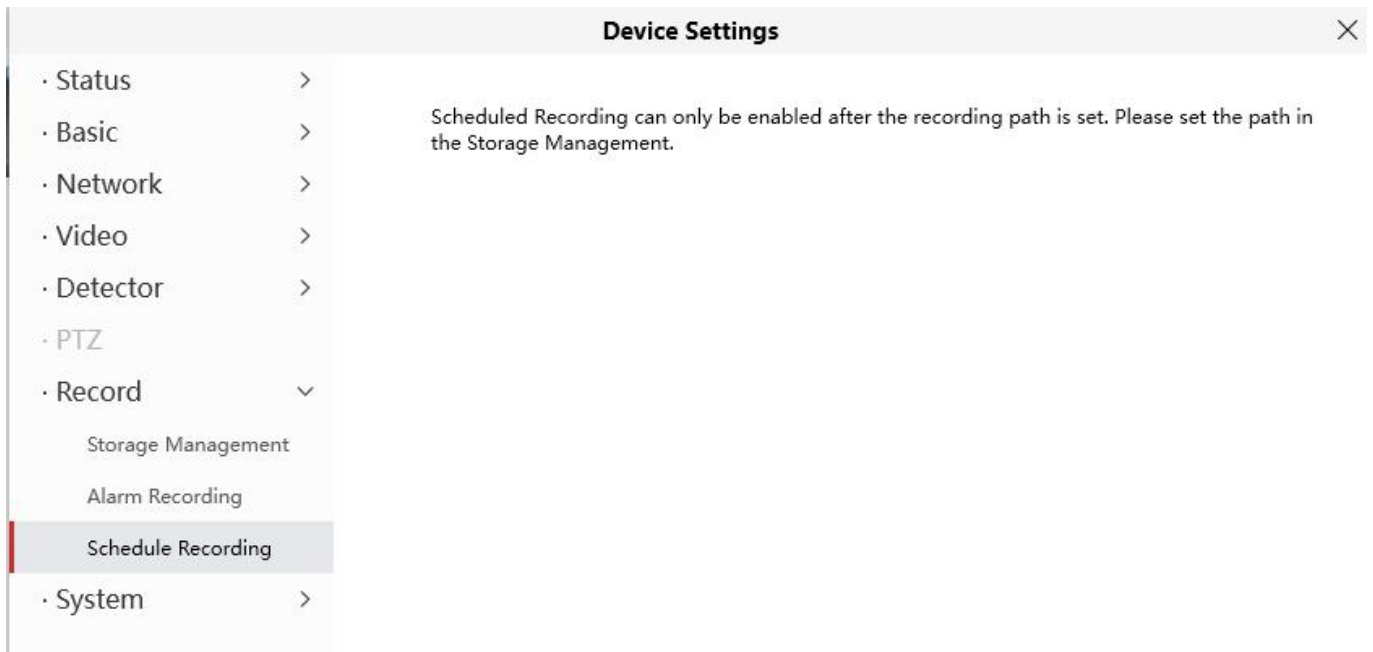 Device Settings
· Status
· Basic
· Network
· Video
· Detector
· PTZ
· Record
Storage Management
Alarm Recording
Schedule Recording
· System
Scheduled Recording can only be enabled after the recording path is set. Please set the path in
the Storage Management.